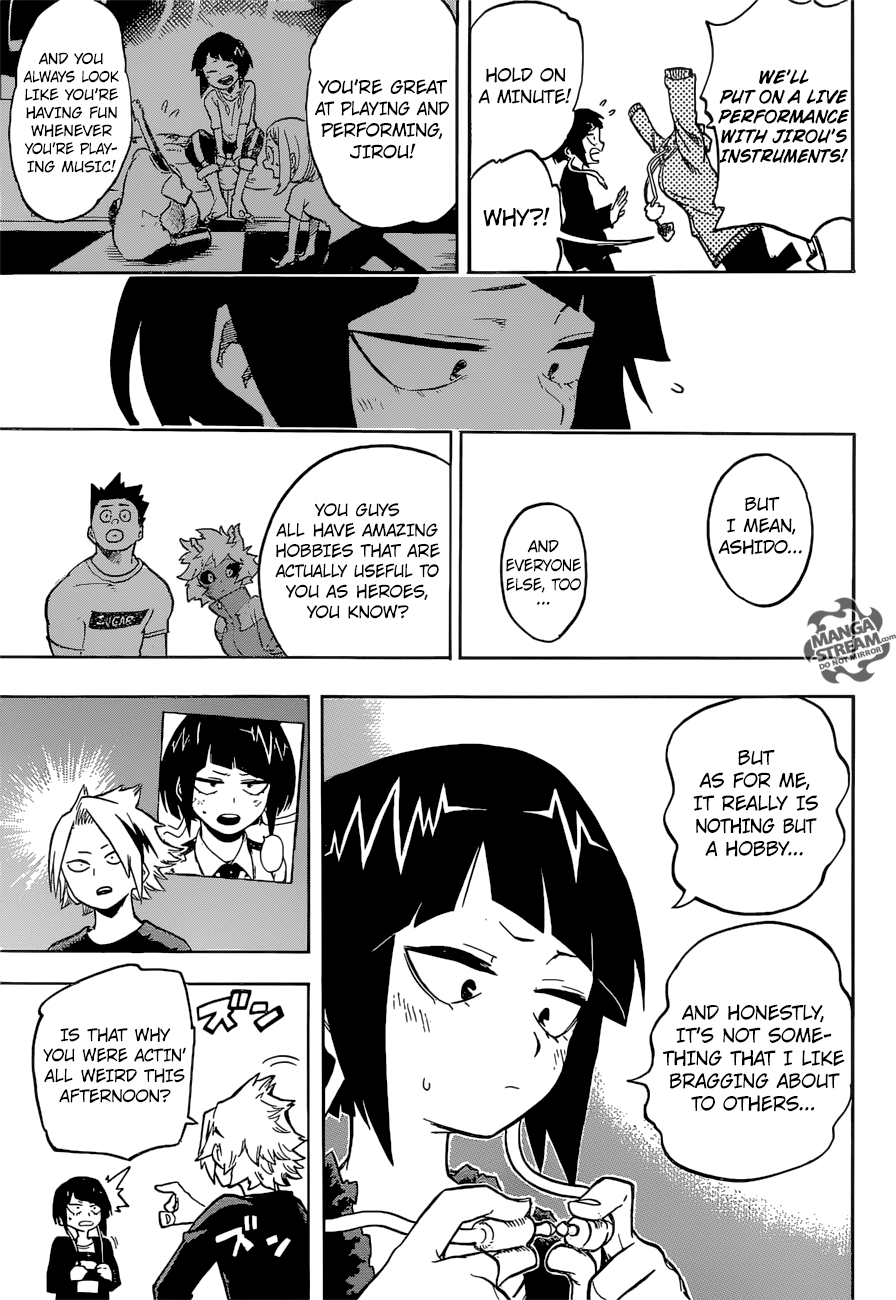 WE'LL
PUT ON A LIVE
PERFORMANCE
WITH JIROU'S
INSTRUMENTS!
HOLD ON
A MINUTE!
WHY?!
YOU'RE GREAT
AT PLAYING AND
PERFORMING,
JIROU!
AND YOU
ALWAYS LOOK
LIKE YOU'RE
HAVING FUN
WHENEVER
YOU'RE PLAY-
ING MUSIC!
BUT
I MEAN,
ASHIDO...
AND
EVERYONE
ELSE, TOO
...
YOU GUYS
ALL HAVE AMAZING
HOBBIES THAT ARE
ACTUALLY USEFUL TO
YOU AS HEROES,
YOU KNOW?
SUGAR
MANGA
STREAM.com
DO NOT MIRROR
BUT
AS FOR ME,
IT REALLY IS
NOTHING BUT
A HOBBY...
AND HONESTLY,
IT'S NOT SOME-
THING THAT I LIKE
BRAGGING ABOUT
TO OTHERS...
IS THAT WHY
YOU WERE ACTIN'
ALL WEIRD THIS
AFTERNOON?
ズン
ズン